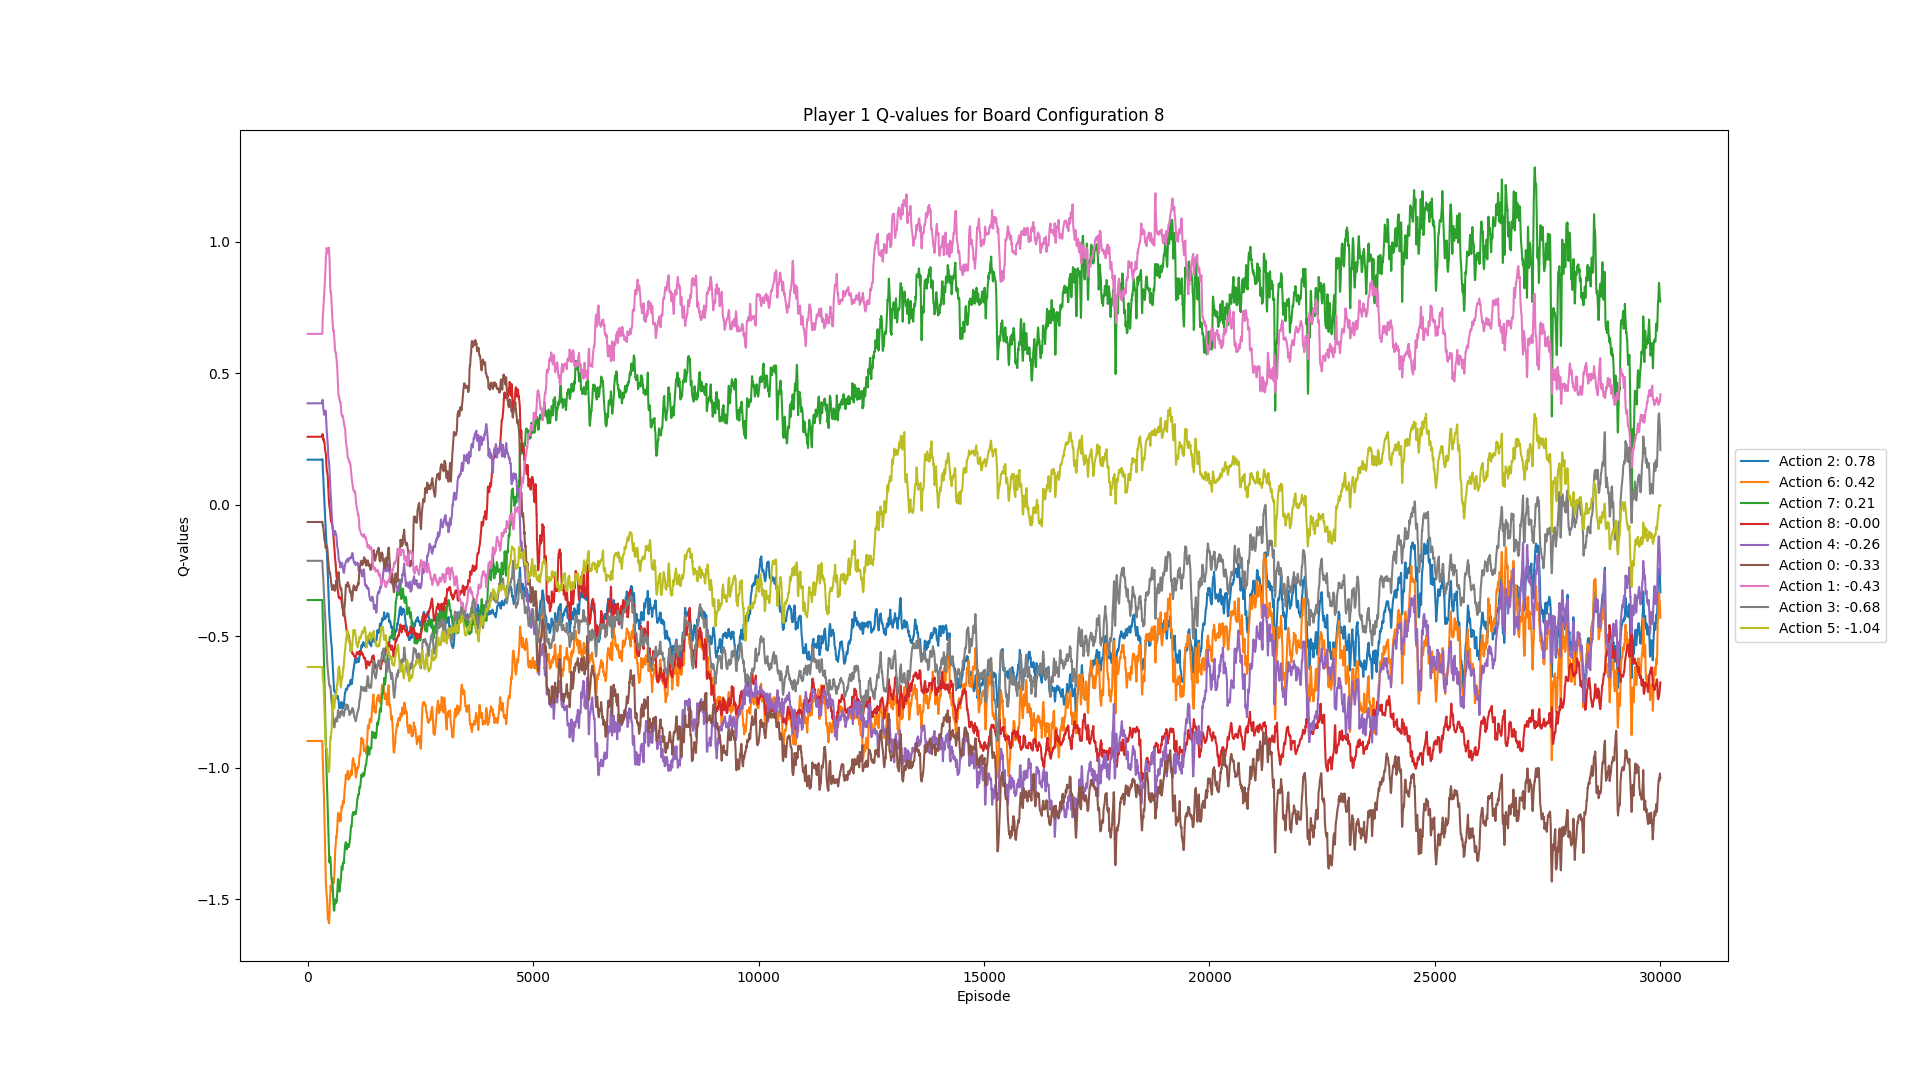 Player 1 Q-values for Board Configuration 8
Q-values
1.0
0.5
0.0
−0.5
−1.0
−1.5
0
5000
10000
15000
20000
25000
30000
Episode
Action 2: 0.78
Action 6: 0.42
Action 7: 0.21
Action 8: -0.00
Action 4: -0.26
Action 0: -0.33
Action 1: -0.43
Action 3: -0.68
Action 5: -1.04